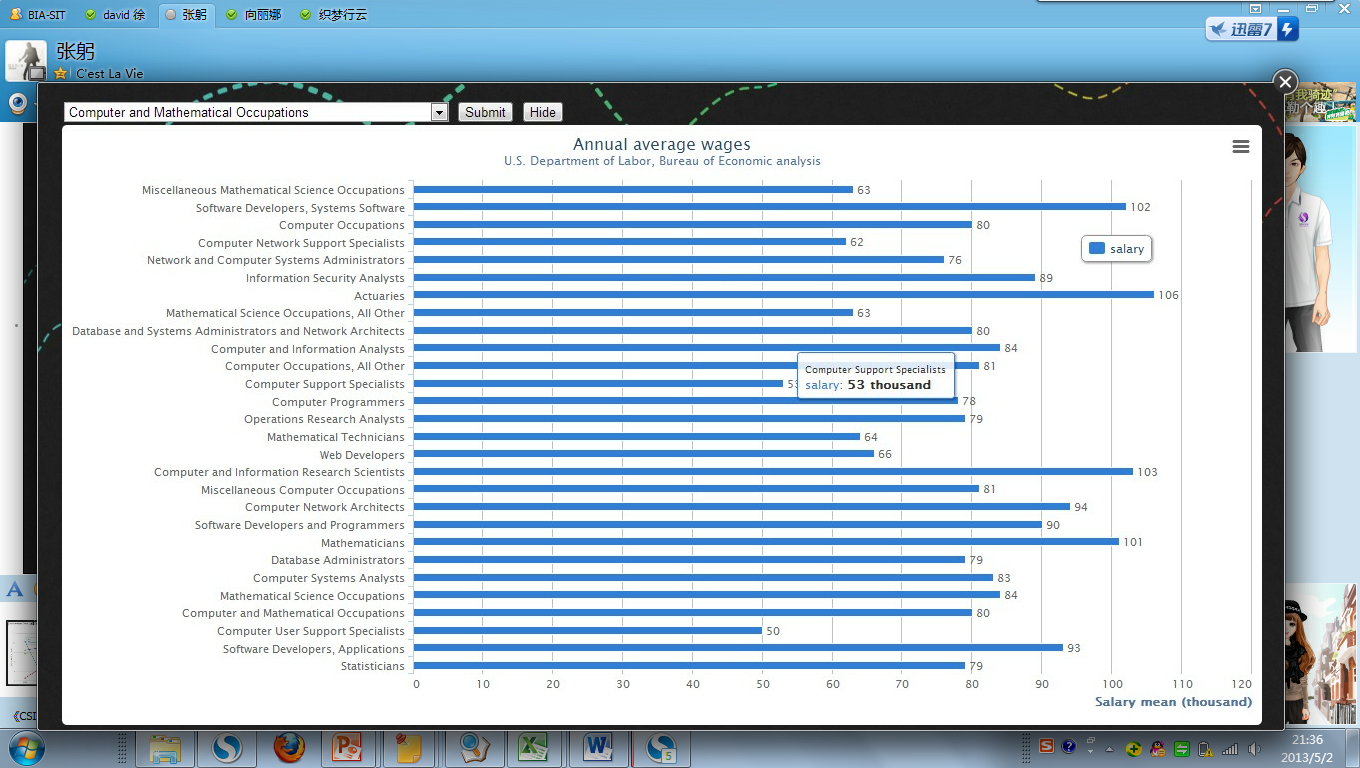 BIA-SIT
david 徐
张躬
向丽娜
织梦行云
迅雷7
张躬
C'est La Vie
Computer and Mathematical Occupations
Submit
Hide
Annual average wages
U.S. Department of Labor, Bureau of Economic analysis
Miscellaneous Mathematical Science Occupations 63
Software Developers, Systems Software 102
Computer Occupations 80
Computer Network Support Specialists 62
Network and Computer Systems Administrators 76
salary
Information Security Analysts 89
Actuaries 106
Mathematical Science Occupations, All Other 63
Database and Systems Administrators and Network Architects 80
Computer and Information Analysts 84
Computer Occupations, All Other 81
Computer Support Specialists 53
Computer Support Specialists
salary: 53 thousand
Computer Programmers 78
Operations Research Analysts 79
Mathematical Technicians 64
Web Developers 66
Computer and Information Research Scientists 103
Miscellaneous Computer Occupations 81
Computer Network Architects 94
Software Developers and Programmers 90
Mathematicians 101
Database Administrators 79
Computer Systems Analysts 83
Mathematical Science Occupations 84
Computer and Mathematical Occupations 80
Computer User Support Specialists 50
Software Developers, Applications 93
Statisticians 79
0 10 20 30 40 50 60 70 80 90 100 110 120
Salary mean (thousand)
《CSI
21:36
2013/5/2